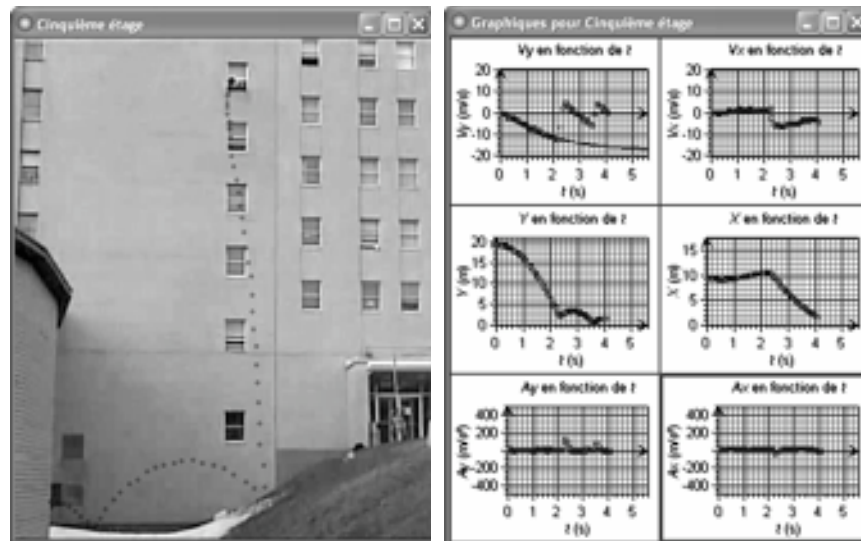 Cinquième étage
Graphiques pour Cinquième étage
Vy en fonction de t
20
10
0
-10
-20
Vy (m/s)
0 1 2 3 4 5
t (s)
Vx en fonction de t
20
10
0
-10
-20
Vx (m/s)
0 1 2 3 4 5
t (s)
Y en fonction de t
20
15
10
5
0
Y (m)
0 1 2 3 4 5
t (s)
X en fonction de t
15
10
5
0
X (m)
0 1 2 3 4 5
t (s)
Ay en fonction de t
400
200
-200
-400
Ay (m/s²)
0 1 2 3 4 5
t (s)
Ax en fonction de t
400
200
-200
-400
Ax (m/s²)
0 1 2 3 4 5
t (s)